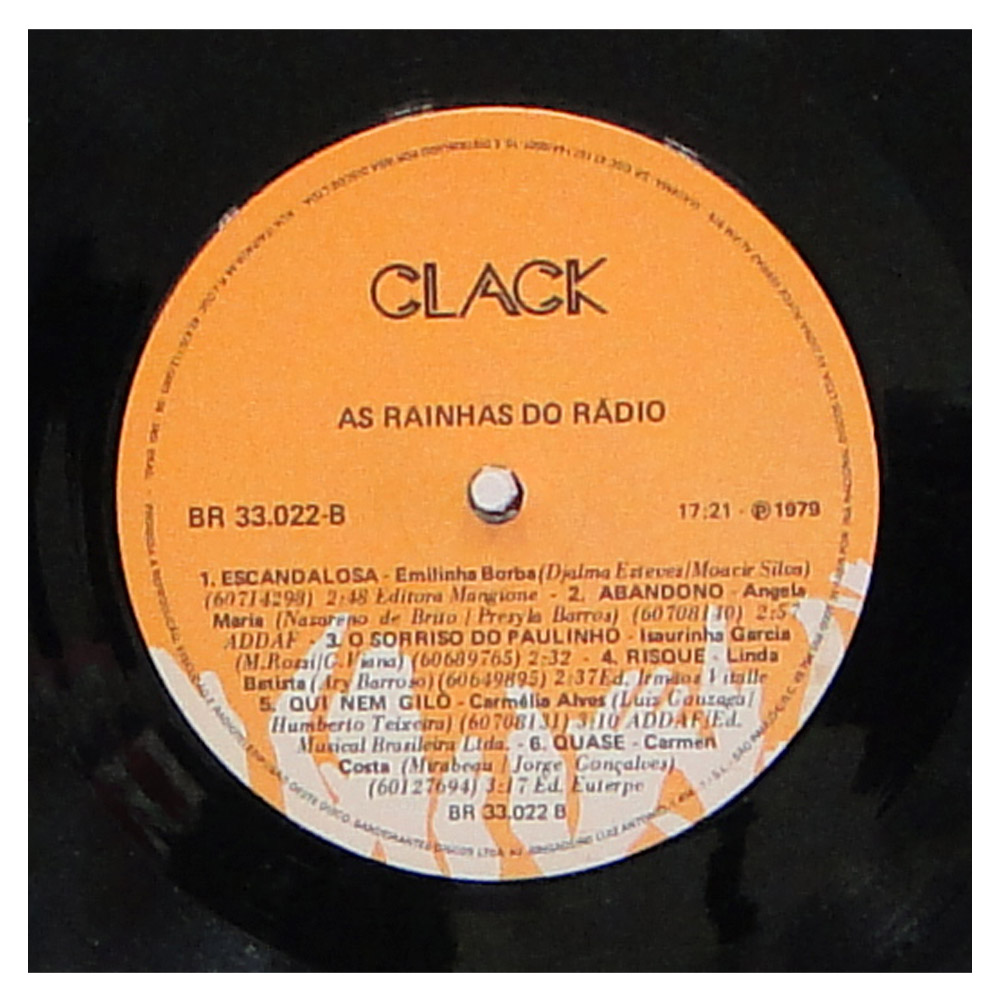 CLACK
AS RAINHAS DO RÁDIO
BR 33.022-B
17:21 - ℗ 1979
1. ESCANDALOSA - Emilinha Borba (Djalma Esteves/Moacir Silva)
(60714298) 2:48 Editora Mangione - 2. ABANDONO - Angela
Maria (Nazareno de Brito / Presyla Barros) (60708140) 2:57
ADDAF - 3. O SORRISO DO PAULINHO - Isaurinha Garcia
(M.Rossi/G.Viana) (60689765) 2:32 - 4. RISQUE - Linda
Batista (Ary Barroso) (60649895) 2:37 Ed. Irmãos Vitalle
5. QUI NEM GILÓ - Carmélia Alves (Luis Gonzaga/
Humberto Teixeira) (60708131) 3:10 ADDAF/Ed.
Musical Brasileira Ltda. - 6. QUASE - Carmen
Costa (Mirabeau / Jorge Gonçalves)
(60127694) 3:17 Ed. Euterpe
BR 33.022 B